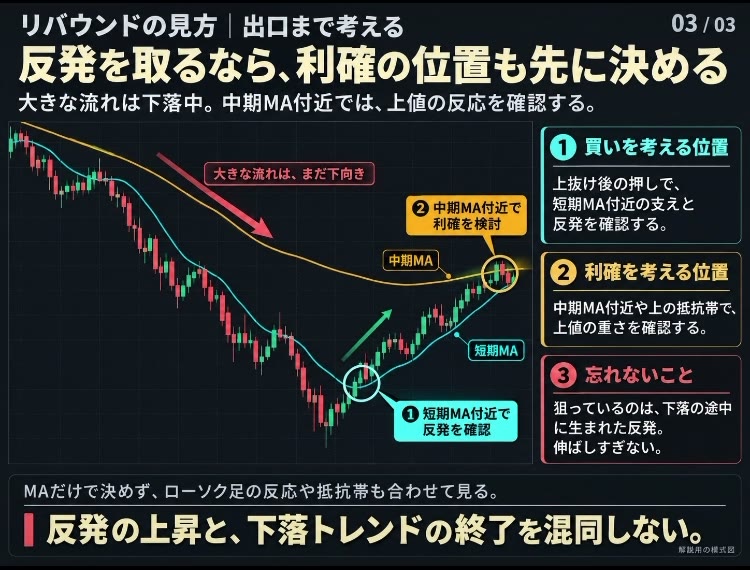 リバウンドの見方｜出口まで考える
03 / 03
反発を取るなら、利確の位置も先に決める
大きな流れは下落中。中期MA付近では、上値の反応を確認する。
大きな流れは、まだ下向き
② 中期MA付近で
利確を検討
中期MA
短期MA
① 短期MA付近で
反発を確認
① 買いを考える位置
上抜け後の押しで、
短期MA付近の支えと
反発を確認する。
② 利確を考える位置
中期MA付近や上の抵抗帯で、
上値の重さを確認する。
③ 忘れないこと
狙っているのは、下落の途中
に生まれた反発。
伸ばしすぎない。
MAだけで決めず、ローソク足の反応や抵抗帯も合わせて見る。
反発の上昇と、下落トレンドの終了を混同しない。
解説用の模式図